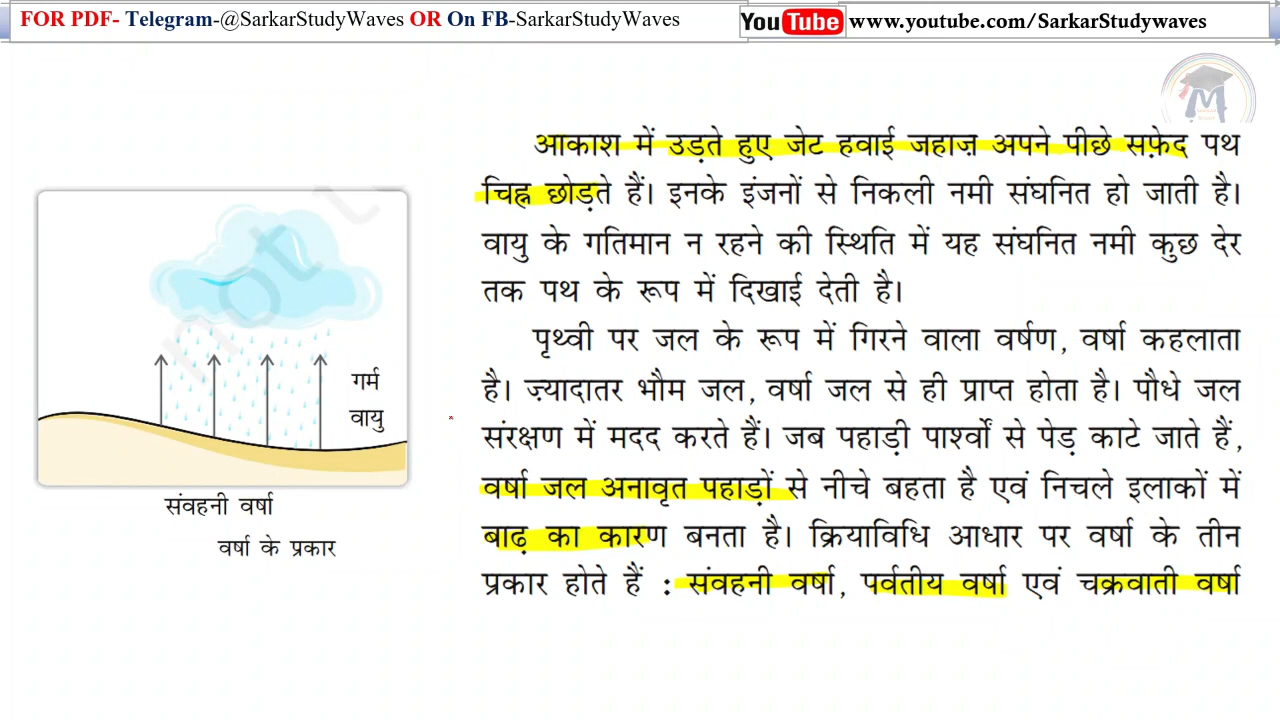 FOR PDF- Telegram-@SarkarStudyWaves OR On FB-SarkarStudyWaves
YouTube www.youtube.com/SarkarStudywaves
आकाश में उड़ते हुए जेट हवाई जहाज़ अपने पीछे सफ़ेद पथ
चिह्न छोड़ते हैं। इनके इंजनों से निकली नमी संघनित हो जाती है।
वायु के गतिमान न रहने की स्थिति में यह संघनित नमी कुछ देर
तक पथ के रूप में दिखाई देती है।
पृथ्वी पर जल के रूप में गिरने वाला वर्षण, वर्षा कहलाता
है। ज़्यादातर भौम जल, वर्षा जल से ही प्राप्त होता है। पौधे जल
संरक्षण में मदद करते हैं। जब पहाड़ी पार्श्वों से पेड़ काटे जाते हैं,
वर्षा जल अनावृत पहाड़ों से नीचे बहता है एवं निचले इलाकों में
बाढ़ का कारण बनता है। क्रियाविधि आधार पर वर्षा के तीन
प्रकार होते हैं : संवहनी वर्षा, पर्वतीय वर्षा एवं चक्रवाती वर्षा
not t
गर्म
वायु
संवहनी वर्षा
वर्षा के प्रकार